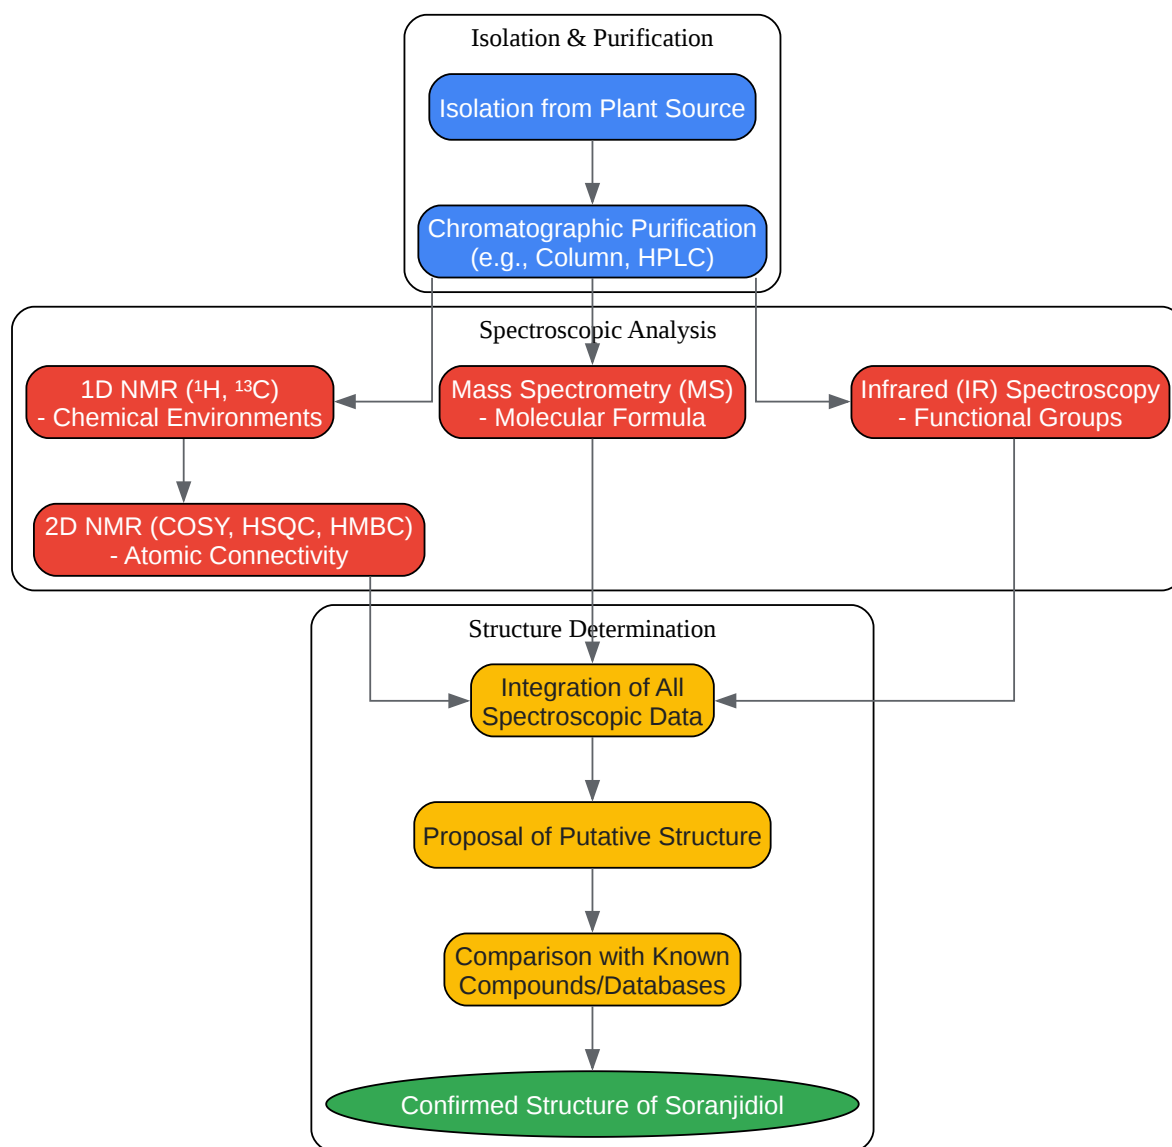 Isolation & Purification
Isolation from Plant Source
Chromatographic Purification
(e.g., Column, HPLC)
Spectroscopic Analysis
1D NMR (¹H, ¹³C)
- Chemical Environments
Mass Spectrometry (MS)
- Molecular Formula
Infrared (IR) Spectroscopy
- Functional Groups
2D NMR (COSY, HSQC, HMBC)
- Atomic Connectivity
Structure Determination
Integration of All
Spectroscopic Data
Proposal of Putative Structure
Comparison with Known
Compounds/Databases
Confirmed Structure of Soranjidiol